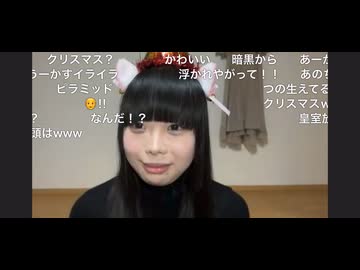 クリスマス？ かわいい 暗黒から あーか
うーかすイライラ 浮かれやがって！！ あのち
ヒラミッド つの生えてる
!! クリスマスw
？ なんだ！？ 皇室放
頭はwww